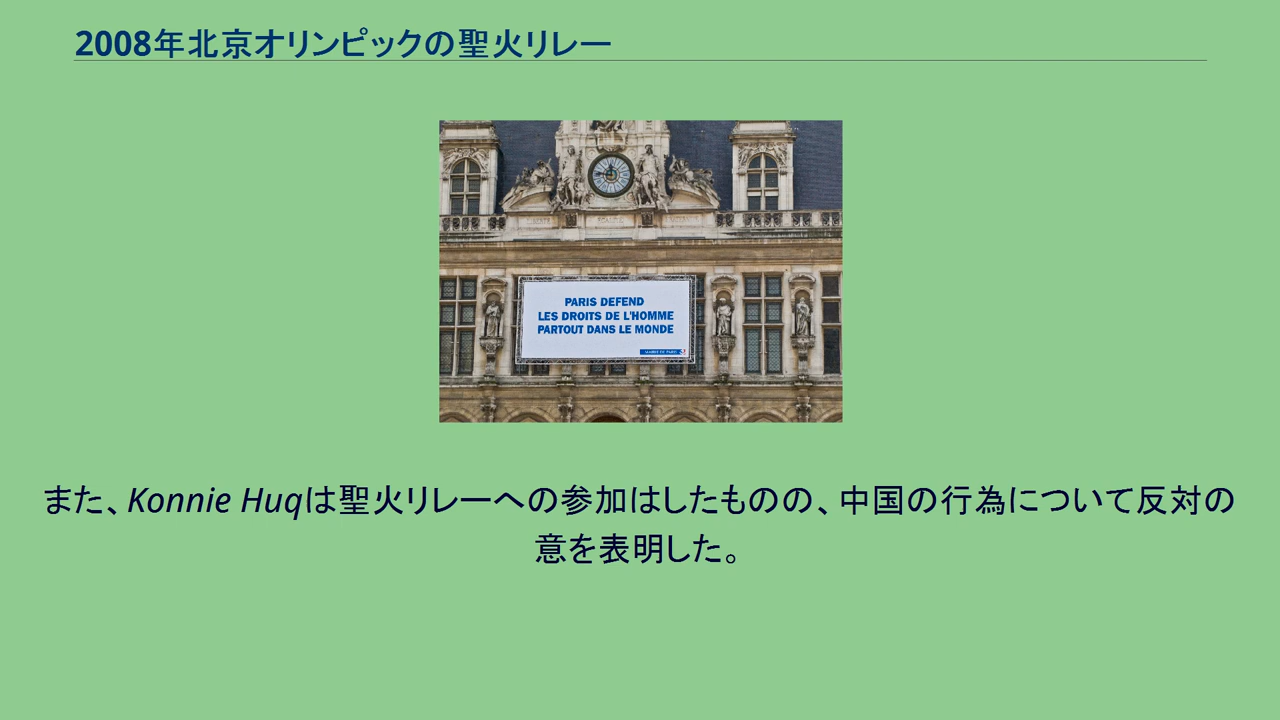 2008年北京オリンピックの聖火リレー
PARIS DEFEND
LES DROITS DE L'HOMME
PARTOUT DANS LE MONDE
MAIRIE DE PARIS
また、Konnie Huqは聖火リレーへの参加はしたものの、中国の行為について反対の
意を表明した。